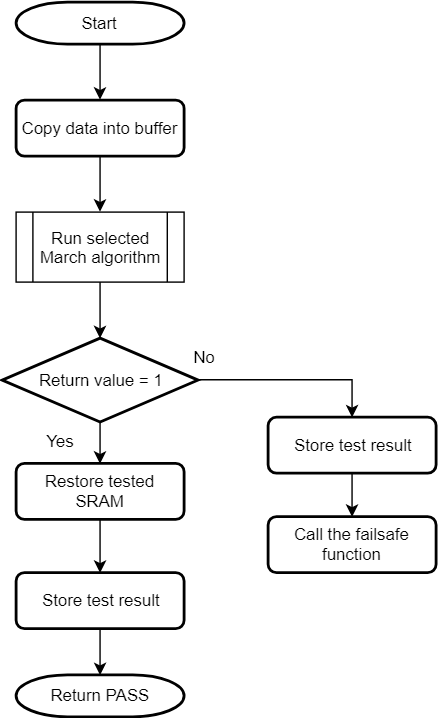 Start
Copy data into buffer
Run selected
March algorithm
Return value = 1
No
Yes
Store test result
Restore tested
SRAM
Call the failsafe
function
Store test result
Return PASS